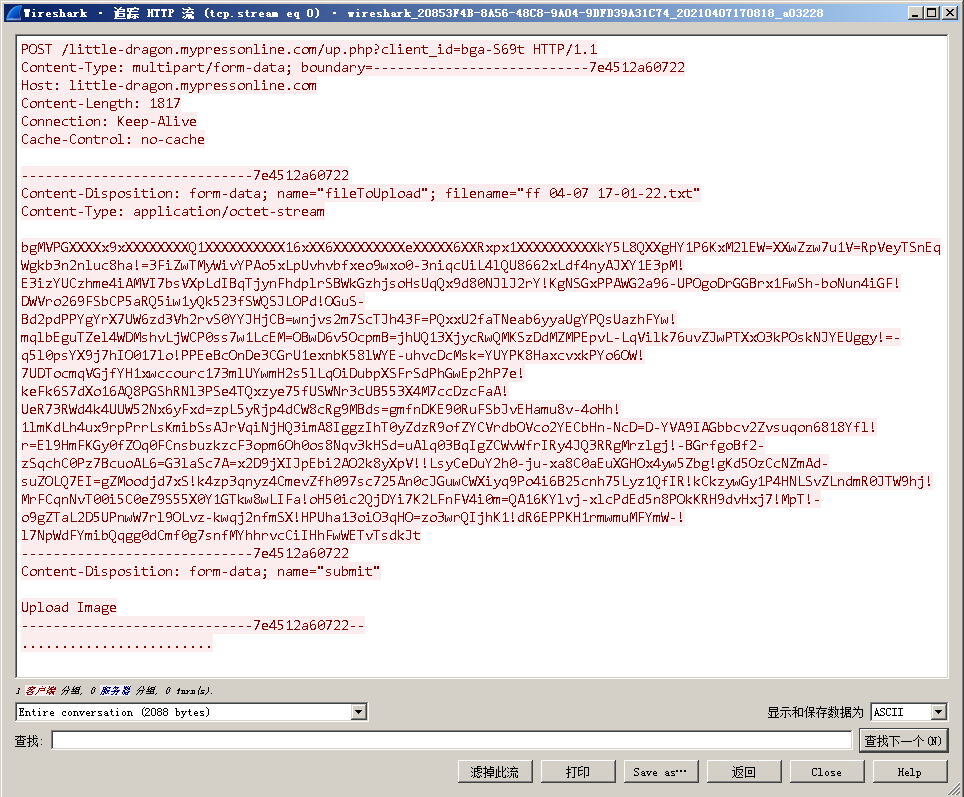 Wireshark · 追踪 HTTP 流 (tcp.stream eq 0) · wireshark_20853F4B-8A56-48C8-9A04-9DFD39A31C74_20210407170818_a03228
POST /little-dragon.mypressonline.com/up.php?client_id=bga-S69t HTTP/1.1
Content-Type: multipart/form-data; boundary=---------------------------7e4512a60722
Host: little-dragon.mypressonline.com
Content-Length: 1817
Connection: Keep-Alive
Cache-Control: no-cache
-----------------------------7e4512a60722
Content-Disposition: form-data; name="fileToUpload"; filename="ff 04-07 17-01-22.txt"
Content-Type: application/octet-stream
bgMVPGXXXXx9xXXXXXXXXQ1XXXXXXXXXX16xXX6XXXXXXXXXeXXXXX6XXRxpx1XXXXXXXXXXkY5L8QXXgHY1P6KxM2lEW=XXwZzw7u1V=RpVeyTSnEq
Wgkb3n2nluc8ha!=3FiZwTMyWivYPAo5xLpUvhvbfxeo9wxo0-3niqcUiL4lQU8662xLdf4nyAJXY1E3pM!
E3izYUCzhme4iAMVI7bsVXpLdIBqTjynFhdplrSBWkGzhjsoHsUqQx9d80NJlJ2rY!KgNSGxPPAWG2a96-UPOgoDrGGBrx1FwSh-boNun4iGF!
DWVro269FSbCP5aRQ5iw1yQk523fSWQSJLOPd!OGuS-
Bd2pdPPYgYrX7UW6zd3Vh2rvS0YYJHjCB=wnjvs2m7ScTJh43F=PQxxU2faTNeab6yyaUgYPQsUazhFYw!
mqlbEguTZel4WDMshvLjWCP0ss7w1LcEM=OBwD6v5OcpmB=jhUQ13XjycRwQMKSzDdMZMPEpvL-LqVilk76uvZJwPTXxO3kPOskNJYEUggy!=-
q5l0psYX9j7hIO017lo!PPEeBcOnDe3CGrU1exnbK58lWYE-uhvcDcMsk=YUYPK8HaxcvxkPYo6OW!
7UDTocmqVGjfYH1xwccourc173mlUYwmH2s5lLqOiDubpXSFrSdPhGwEp2hP7e!
keFk6S7dXo16AQ8PGShRNl3PSe4TQxzye75fUSWNr3cUB553X4M7ccDzcFaA!
UeR73RWd4k4UUW52Nx6yFxd=zpL5yRjp4dCW8cRg9MBds=gmfnDKE90RuFSbJvEHamu8v-4oHh!
1lmKdLh4ux9rpPrrLsKmibSsAJrVqiNjHQ3imA8IggzIhT0yZdzR9ofZYCVrdbOVco2YECbHn-NcD=D-YVA9IAGbbcv2Zvsuqon6818Yfl!
r=El9HmFKGy0fZOq0FCnsbuzkzcF3opm6Oh0os8Nqv3kHSd=uAlq03BqIgZCWvWfrIRy4JQ3RRgMrzlgj!-BGrfgoBf2-
zSqchC0Pz7BcuoAL6=G3laSc7A=x2D9jXIJpEbi2AO2k8yXpV!!LsyCeDuY2h0-ju-xa8C0aEuXGHOx4yw5Zbg!gKd5OzCcNZmAd-
suZOLQ7EI=gZMoodjd7xS!k4zp3qnyz4CmevZfh097sc725An0cJGuwCWXiyq9Po4i6B25cnh75Lyz1QfIR!kCkzywGy1P4HNLSvZLndmR0JTW9hj!
MrFCqnNvT00i5C0eZ9S55X0Y1GTkw8wLIFa!oH50ic2QjDYi7K2LFnFV4i0m=QA16KYlvj-xlcPdEd5n8POkKRH9dvHxj7!MpT!-
o9gZTaL2D5UPnwW7rl9OLvz-kwqj2nfmSX!HPUha13oiO3qHO=zo3wrQIjhK1!dR6EPPKH1rmwmuMFYmW-!
l7NpWdFYmibQqgg0dCmf0g7snfMYhhrvcCiIHhFwWETvTsdkJt
-----------------------------7e4512a60722
Content-Disposition: form-data; name="submit"
Upload Image
-----------------------------7e4512a60722--
........................
1 客户端 分组, 0 服务器 分组, 0 turn(s).
Entire conversation (2088 bytes)
显示和保存数据为 ASCII
查找:
查找下一个(N)
滤掉此流 打印 Save as… 返回 Close Help